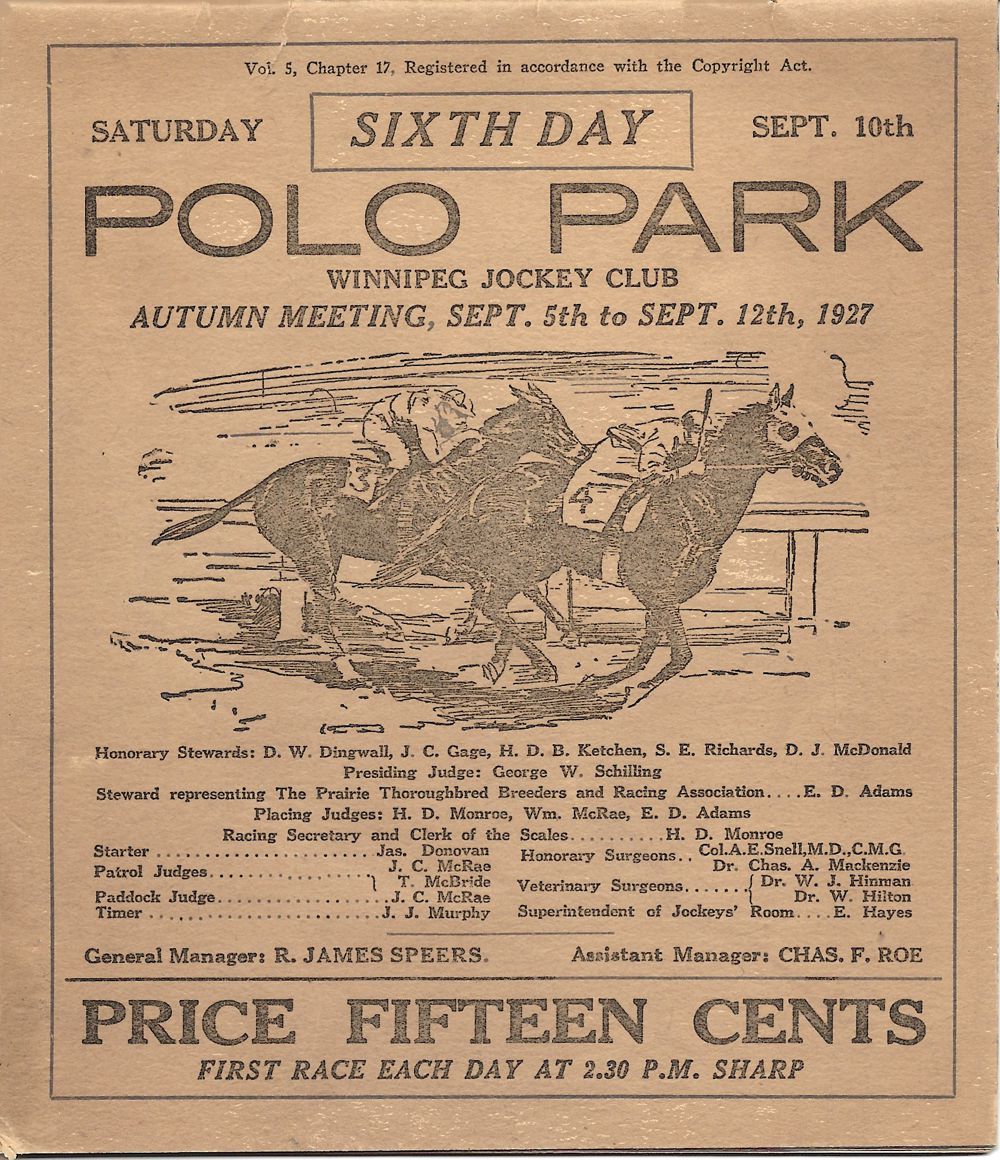 Vol. 5, Chapter 17, Registered in accordance with the Copyright Act.
SATURDAY SIXTH DAY SEPT. 10th
POLO PARK
WINNIPEG JOCKEY CLUB
AUTUMN MEETING, SEPT. 5th to SEPT. 12th, 1927
3
4
Honorary Stewards: D. W. Dingwall, J. C. Gage, H. D. B. Ketchen, S. E. Richards, D. J. McDonald
Presiding Judge: George W. Schilling
Steward representing The Prairie Thoroughbred Breeders and Racing Association....E. D. Adams
Placing Judges: H. D. Monroe, Wm. McRae, E. D. Adams
Racing Secretary and Clerk of the Scales..........H. D. Monroe
Starter ........................Jas. Donovan
Patrol Judges................. J. C. McRae
T. McBride
Paddock Judge....................J. C. McRae
Timer .........................J. J. Murphy
Honorary Surgeons.. Col.A.E.Snell,M.D.,C.M.G.
Dr. Chas. A. Mackenzie
Veterinary Surgeons...... Dr. W. J. Hinman
Dr. W. Hilton
Superintendent of Jockeys' Room....E. Hayes
General Manager: R. JAMES SPEERS. Assistant Manager: CHAS. F. ROE
PRICE FIFTEEN CENTS
FIRST RACE EACH DAY AT 2.30 P.M. SHARP